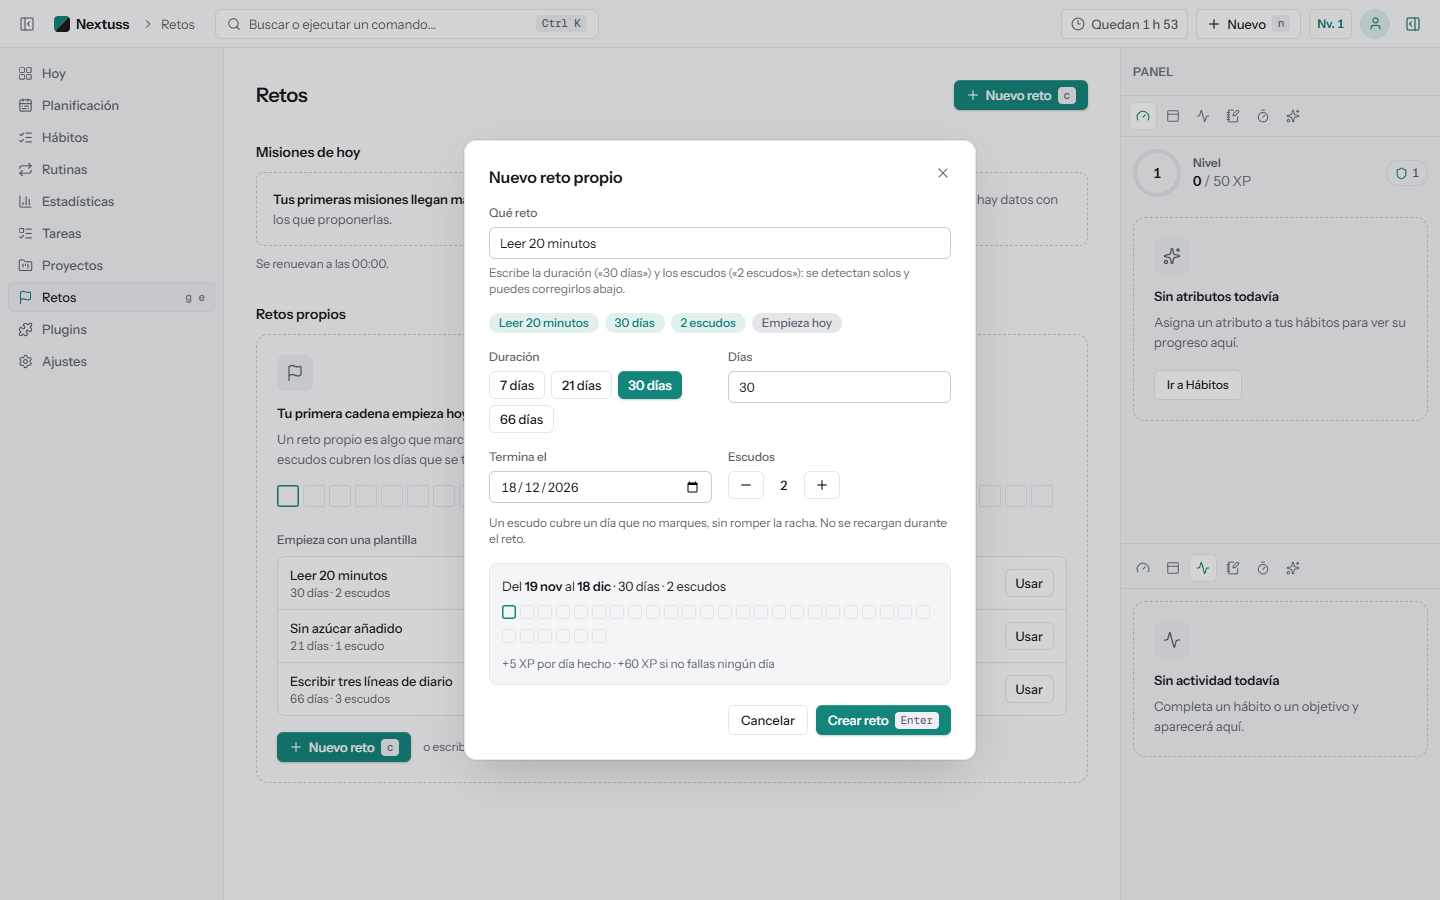 Nextuss
Retos
Buscar o ejecutar un comando...
Ctrl K
Quedan 1 h 53
Nuevo n
Nv. 1
Hoy
Planificación
Hábitos
Rutinas
Estadísticas
Tareas
Proyectos
Retos g e
Plugins
Ajustes
Retos
Nuevo reto c
Misiones de hoy
Tus primeras misiones llegan
hay datos con
los que proponerlas.
Se renuevan a las 00:00.
Retos propios
Tu primera cadena empieza hoy
Un reto propio es algo que
escudos cubren los días que se
Empieza con una plantilla
Leer 20 minutos
30 días · 2 escudos
Usar
Sin azúcar añadido
21 días · 1 escudo
Usar
Escribir tres líneas de diario
66 días · 3 escudos
Usar
Nuevo reto c
o
Nuevo reto propio
Qué reto
Leer 20 minutos
Escribe la duración («30 días») y los escudos («2 escudos»): se detectan solos y
puedes corregirlos abajo.
Leer 20 minutos
30 días
2 escudos
Empieza hoy
Duración
7 días
21 días
30 días
66 días
Días
30
Termina el
18/12/2026
Escudos
2
Un escudo cubre un día que no marques, sin romper la racha. No se recargan durante
el reto.
Del 19 nov al 18 dic · 30 días · 2 escudos
+5 XP por día hecho · +60 XP si no fallas ningún día
Cancelar
Crear reto Enter
PANEL
1
Nivel
0 / 50 XP
1
Sin atributos todavía
Asigna un atributo a tus hábitos para ver su
progreso aquí.
Ir a Hábitos
Sin actividad todavía
Completa un hábito o un objetivo y
aparecerá aquí.